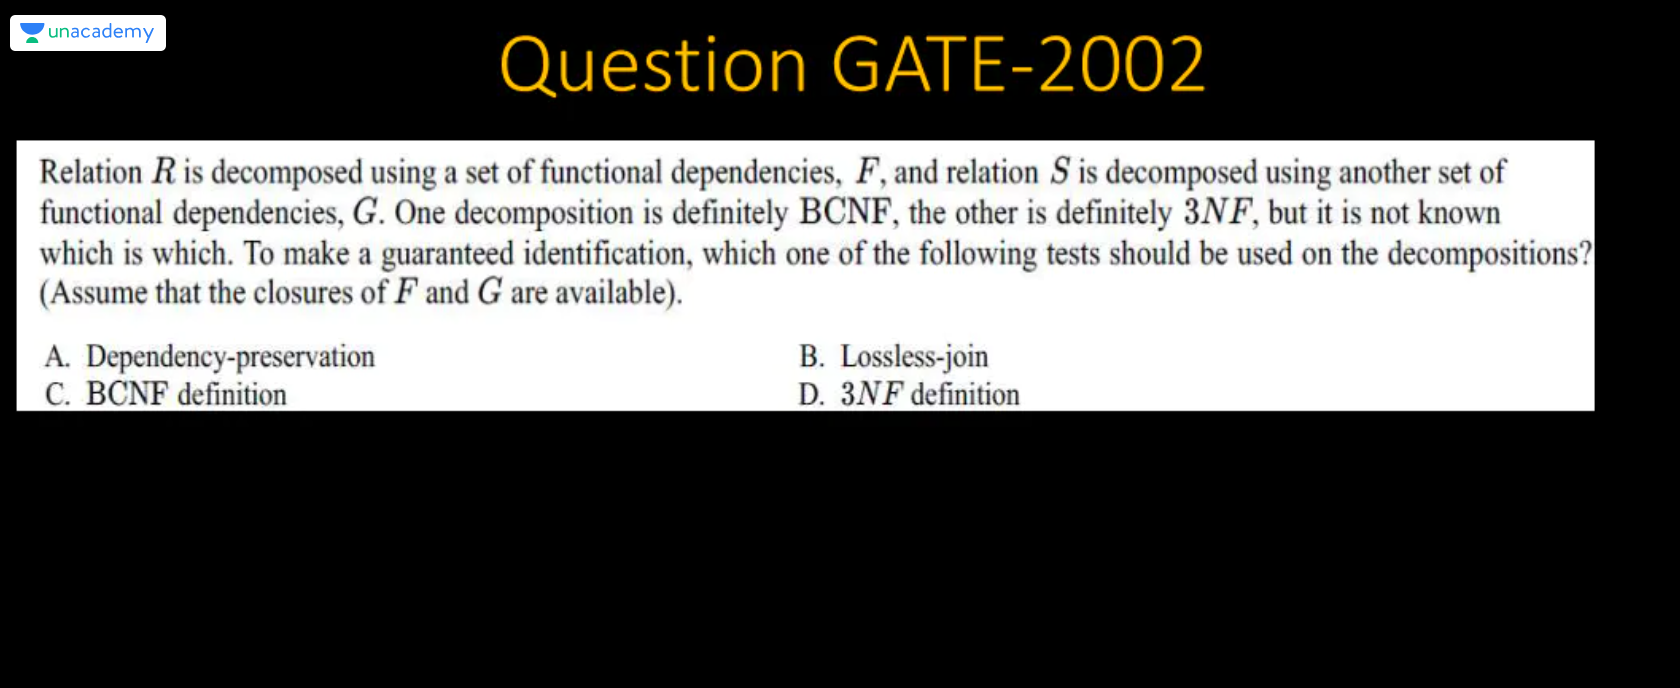 unacademy
Question GATE-2002
Relation R is decomposed using a set of functional dependencies, F, and relation S is decomposed using another set of
functional dependencies, G. One decomposition is definitely BCNF, the other is definitely 3NF, but it is not known
which is which. To make a guaranteed identification, which one of the following tests should be used on the decompositions?
(Assume that the closures of F and G are available).
A. Dependency-preservation B. Lossless-join
C. BCNF definition D. 3NF definition